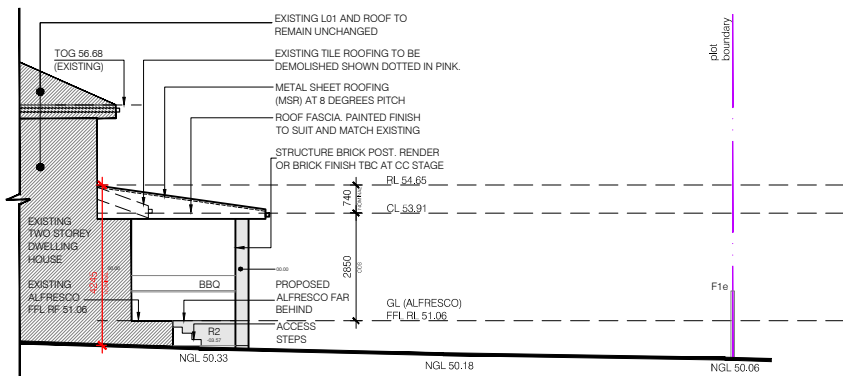 EXISTING L01 AND ROOF TO
REMAIN UNCHANGED
TOG 56.68
(EXISTING)
EXISTING TILE ROOFING TO BE
DEMOLISHED SHOWN DOTTED IN PINK.
METAL SHEET ROOFING
(MSR) AT 8 DEGREES PITCH
ROOF FASCIA. PAINTED FINISH
TO SUIT AND MATCH EXISTING
STRUCTURE BRICK POST. RENDER
OR BRICK FINISH TBC AT CC STAGE
plot
boundary
RL 54.65
740
CL 53.91
EXISTING
TWO STOREY
DWELLING
HOUSE
4245
00.00
00.00
2850
BBQ
EXISTING
ALFRESCO
FFL RF 51.06
PROPOSED
ALFRESCO FAR
BEHIND
ACCESS
STEPS
R2
GL (ALFRESCO)
FFL RL 51.06
F1e
NGL 50.33
NGL 50.18
NGL 50.06